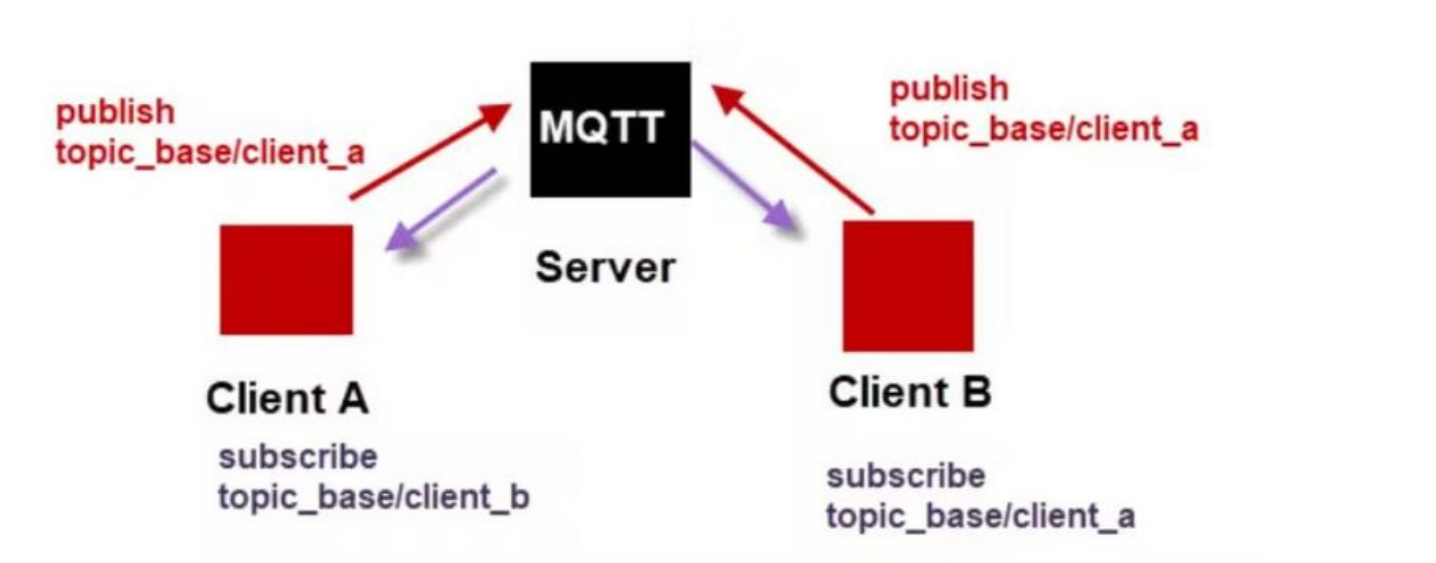 publish
topic_base/client_a
MQTT
publish
topic_base/client_a
Server
Client A
subscribe
topic_base/client_b
Client B
subscribe
topic_base/client_a